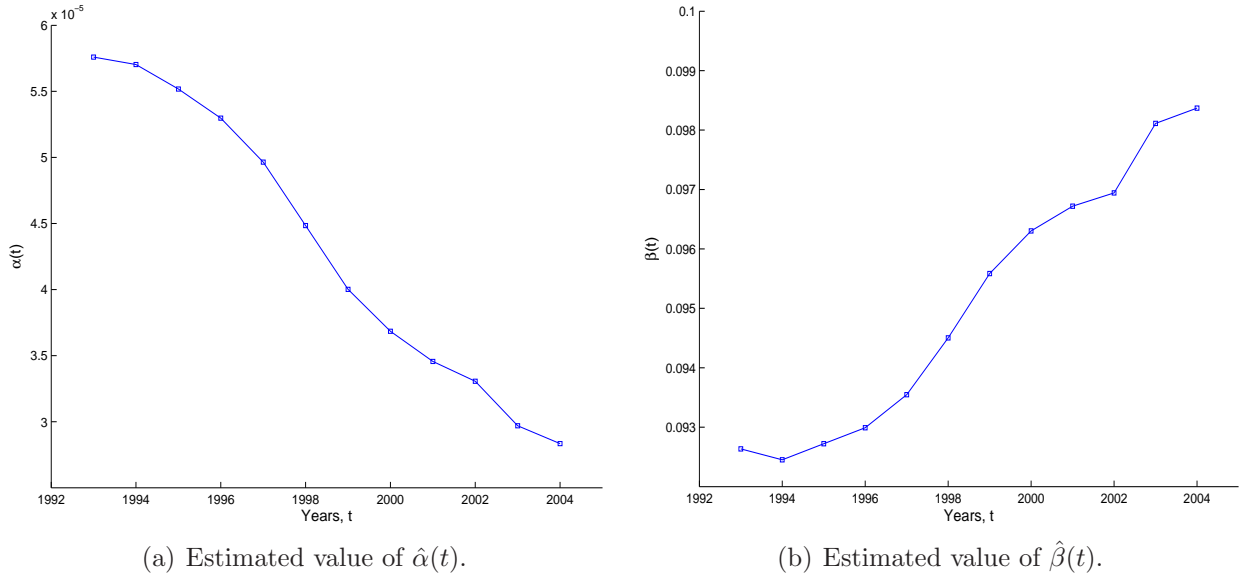 x 10⁻⁵
6
5.5
5
4.5
4
3.5
3
α(t)
1992 1994 1996 1998 2000 2002 2004
Years, t
(a) Estimated value of α̂(t).
0.1
0.099
0.098
0.097
0.096
0.095
0.094
0.093
β(t)
1992 1994 1996 1998 2000 2002 2004
Years, t
(b) Estimated value of β̂(t).